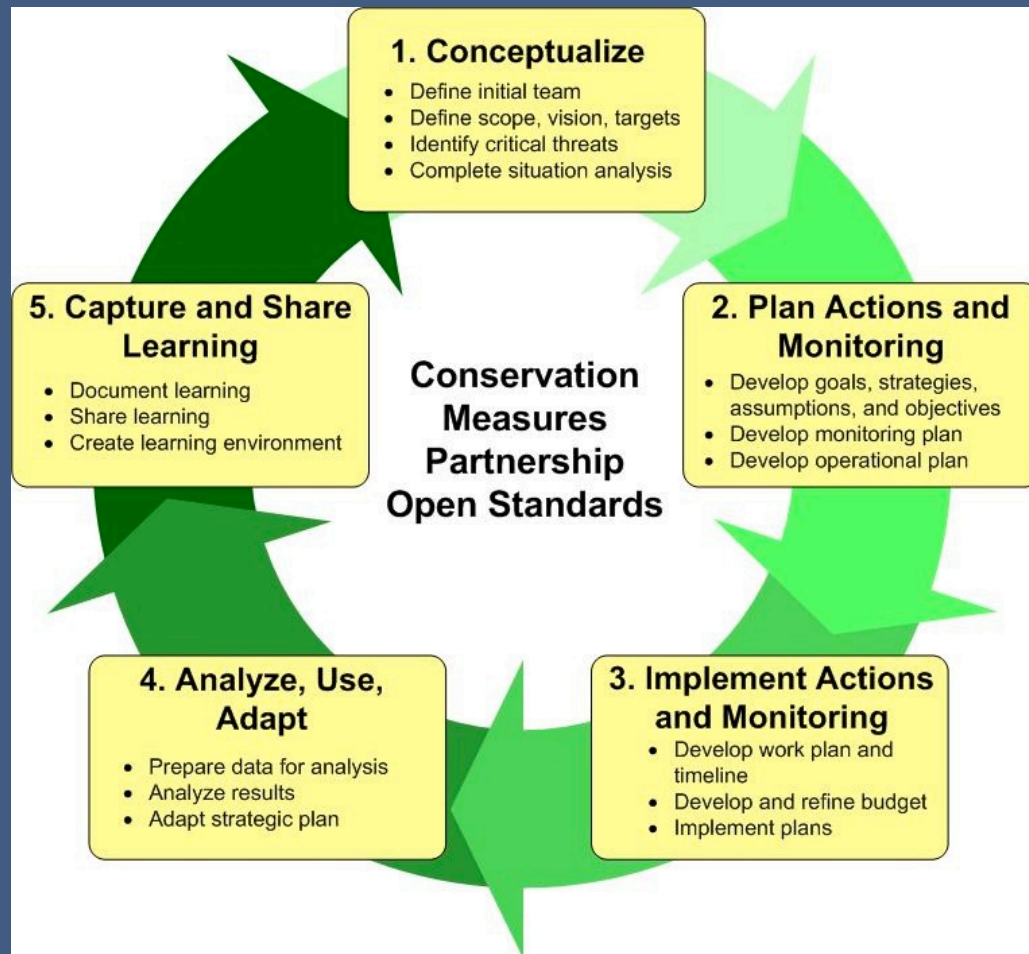 1. Conceptualize
• Define initial team
• Define scope, vision, targets
• Identify critical threats
• Complete situation analysis
2. Plan Actions and
Monitoring
• Develop goals, strategies,
assumptions, and objectives
• Develop monitoring plan
• Develop operational plan
3. Implement Actions
and Monitoring
• Develop work plan and
timeline
• Develop and refine budget
• Implement plans
4. Analyze, Use,
Adapt
• Prepare data for analysis
• Analyze results
• Adapt strategic plan
5. Capture and Share
Learning
• Document learning
• Share learning
• Create learning environment
Conservation
Measures
Partnership
Open Standards